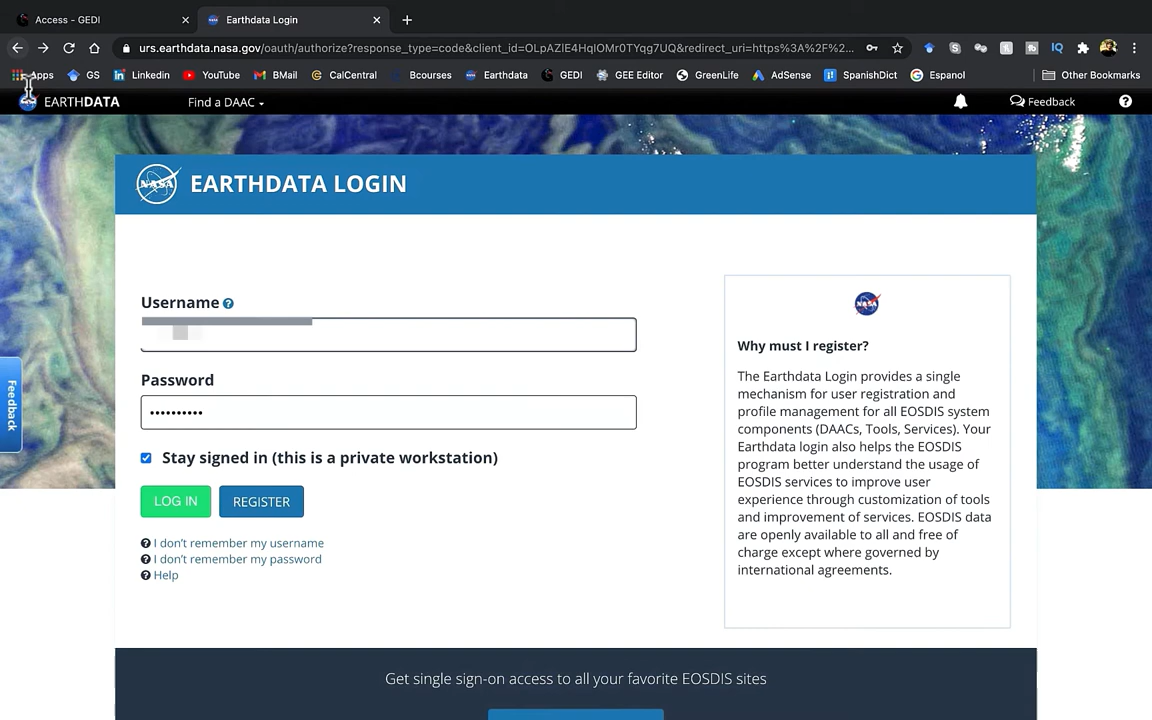 Access - GEDI
Earthdata Login
urs.earthdata.nasa.gov/oauth/authorize?response_type=code&client_id=OLpAZlE4HqIOMr0TYqg7UQ&redirect_uri=https%3A%2F%2...
Apps GS Linkedin YouTube BMail CalCentral Bcourses Earthdata GEDI GEE Editor GreenLife AdSense SpanishDict Espanol Other Bookmarks
EARTHDATA Find a DAAC Feedback
NASA EARTHDATA LOGIN
Username
Password
••••••••••
Stay signed in (this is a private workstation)
LOG IN REGISTER
I don't remember my username
I don't remember my password
Help
Feedback
NASA
Why must I register?
The Earthdata Login provides a single
mechanism for user registration and
profile management for all EOSDIS system
components (DAACs, Tools, Services). Your
Earthdata login also helps the EOSDIS
program better understand the usage of
EOSDIS services to improve user
experience through customization of tools
and improvement of services. EOSDIS data
are openly available to all and free of
charge except where governed by
international agreements.
Get single sign-on access to all your favorite EOSDIS sites